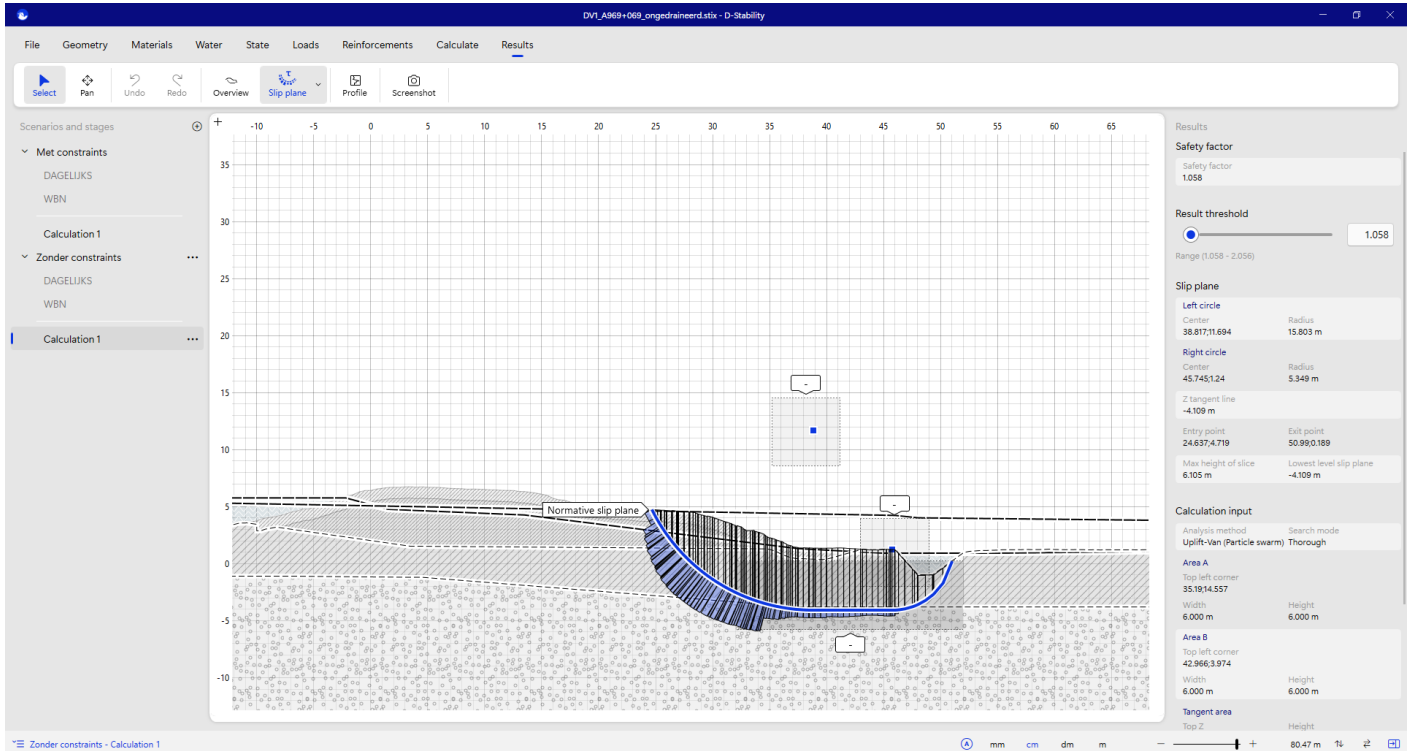 DV1_A969+069_ongedraineerd.stix - D-Stability
File Geometry Materials Water State Loads Reinforcements Calculate Results
Select Pan Undo Redo Overview Slip plane Profile Screenshot
Scenarios and stages
Met constraints
DAGELIJKS
WBN
Calculation 1
Zonder constraints
DAGELIJKS
WBN
Calculation 1
-10 -5 0 5 10 15 20 25 30 35 40 45 50 55 60 65
35
30
25
20
15
10
5
0
-5
-10
-
-
Normative slip plane
-
Results
Safety factor
Safety factor
1.058
Result threshold
1.058
Range (1.058 - 2.056)
Slip plane
Left circle
Center Radius
38.817;11.694 15.803 m
Right circle
Center Radius
45.745;1.24 5.349 m
Z tangent line
-4.109 m
Entry point Exit point
24.637;4.719 50.99;0.189
Max height of slice Lowest level slip plane
6.105 m -4.109 m
Calculation input
Analysis method Search mode
Uplift-Van (Particle swarm) Thorough
Area A
Top left corner
35.19;14.557
Width Height
6.000 m 6.000 m
Area B
Top left corner
42.966;3.974
Width Height
6.000 m 6.000 m
Tangent area
Top Z Height
Zonder constraints - Calculation 1
A mm cm dm m
80.47 m